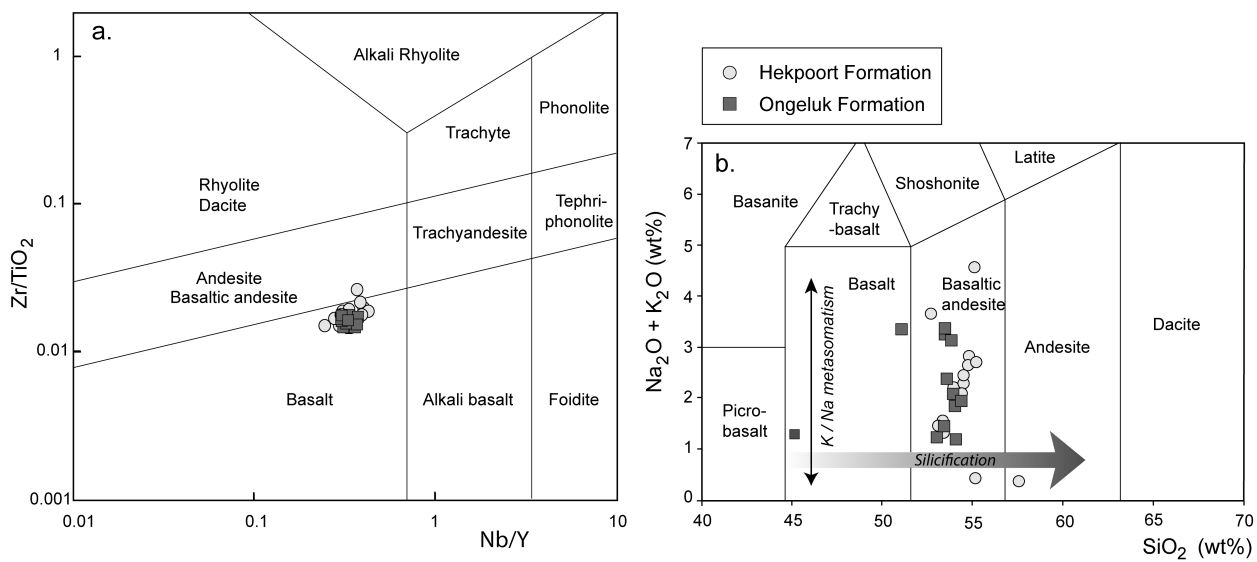 a.
Alkali Rhyolite
Phonolite
Trachyte
Rhyolite
Dacite
Tephri-
phonolite
Trachyandesite
Andesite
Basaltic andesite
Basalt
Alkali basalt
Foidite
1
0.1
0.01
0.001
Zr/TiO₂
0.01
0.1
1
10
Nb/Y
Hekpoort Formation
Ongeluk Formation
b.
Latite
Shoshonite
Basanite
Trachy
-basalt
Basalt
Basaltic
andesite
Dacite
Andesite
Picro-
basalt
K / Na metasomatism
Silicification
7
6
5
4
3
2
1
0
Na₂O + K₂O (wt%)
40
45
50
55
60
65
70
SiO₂ (wt%)